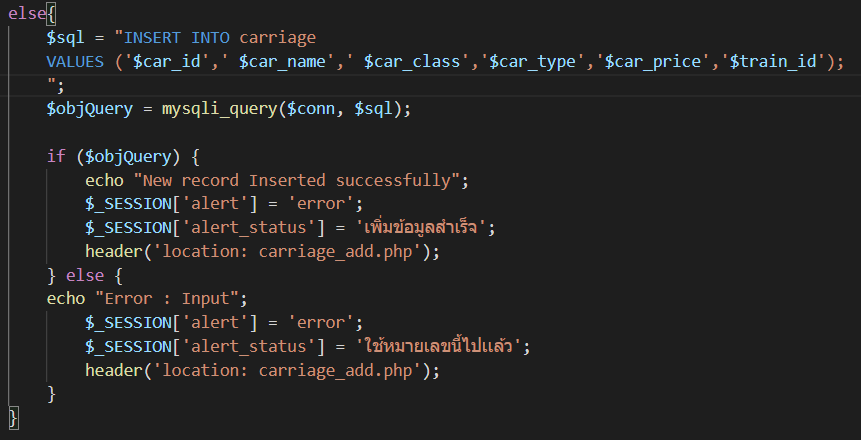 else{
$sql = "INSERT INTO carriage
VALUES ('$car_id',' $car_name',' $car_class','$car_type','$car_price','$train_id');
";
$objQuery = mysqli_query($conn, $sql);
if ($objQuery) {
echo "New record Inserted successfully";
$_SESSION['alert'] = 'error';
$_SESSION['alert_status'] = 'เพิ่มข้อมูลสำเร็จ';
header('location: carriage_add.php');
} else {
echo "Error : Input";
$_SESSION['alert'] = 'error';
$_SESSION['alert_status'] = 'ใช้หมายเลขนี้ไปแล้ว';
header('location: carriage_add.php');
}
}